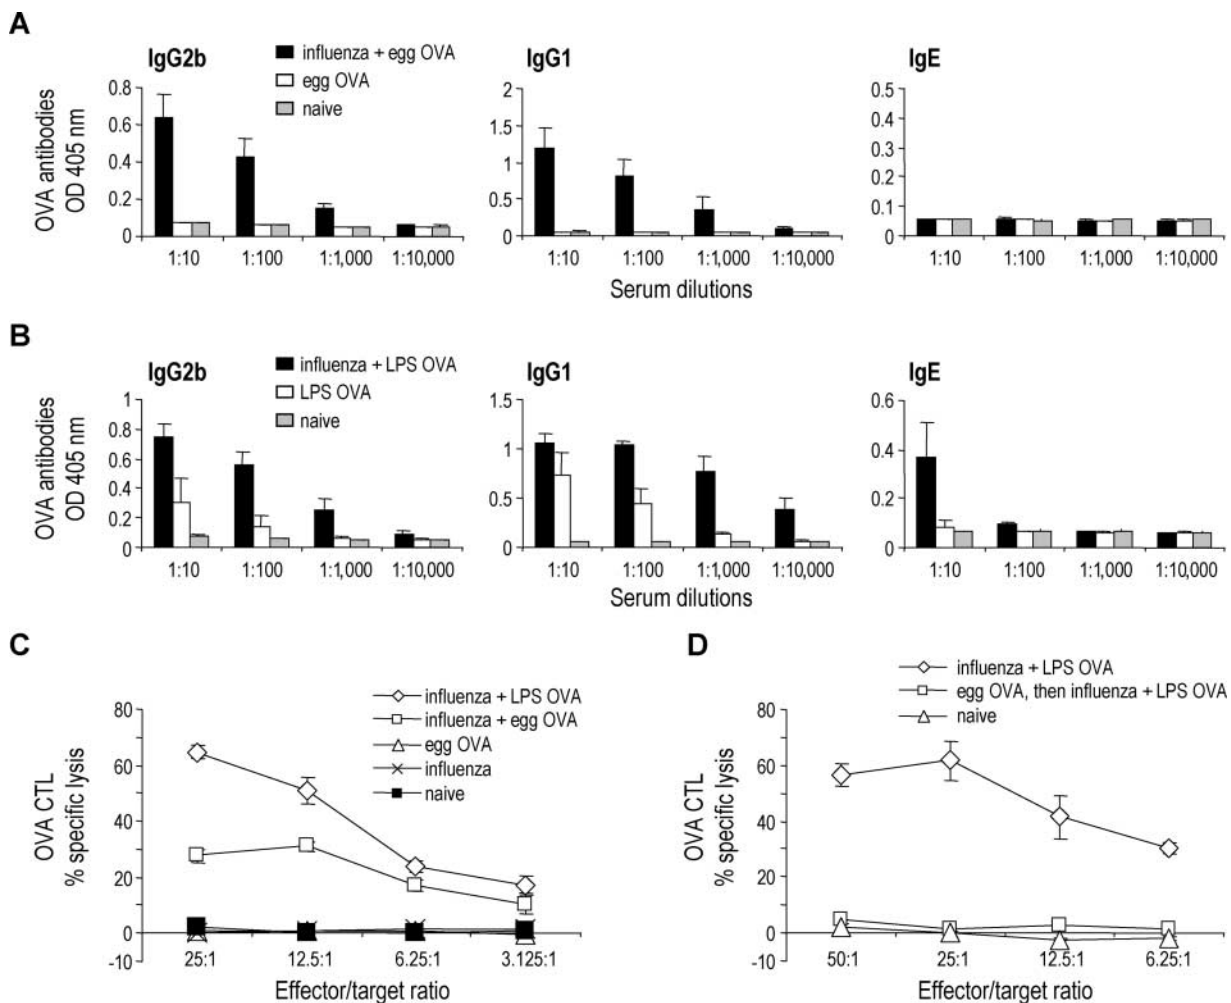 A
IgG2b
influenza + egg OVA
egg OVA
naive
IgG1
IgE
OVA antibodies
OD 405 nm
0.8
0.6
0.4
0.2
0
2
1.5
1
0.5
0
0.5
0.4
0.3
0.2
0.1
0
1:10 1:100 1:1,000 1:10,000
1:10 1:100 1:1,000 1:10,000
1:10 1:100 1:1,000 1:10,000
Serum dilutions
B
IgG2b
influenza + LPS OVA
LPS OVA
naive
IgG1
IgE
OVA antibodies
OD 405 nm
1
0.8
0.6
0.4
0.2
0
1.5
1
0.5
0
0.6
0.4
0.2
0
1:10 1:100 1:1,000 1:10,000
1:10 1:100 1:1,000 1:10,000
1:10 1:100 1:1,000 1:10,000
Serum dilutions
C
influenza + LPS OVA
influenza + egg OVA
egg OVA
influenza
naive
OVA CTL
% specific lysis
80
60
40
20
0
-10
25:1 12.5:1 6.25:1 3.125:1
Effector/target ratio
D
influenza + LPS OVA
egg OVA, then influenza + LPS OVA
naive
OVA CTL
% specific lysis
80
60
40
20
0
-10
50:1 25:1 12.5:1 6.25:1
Effector/target ratio